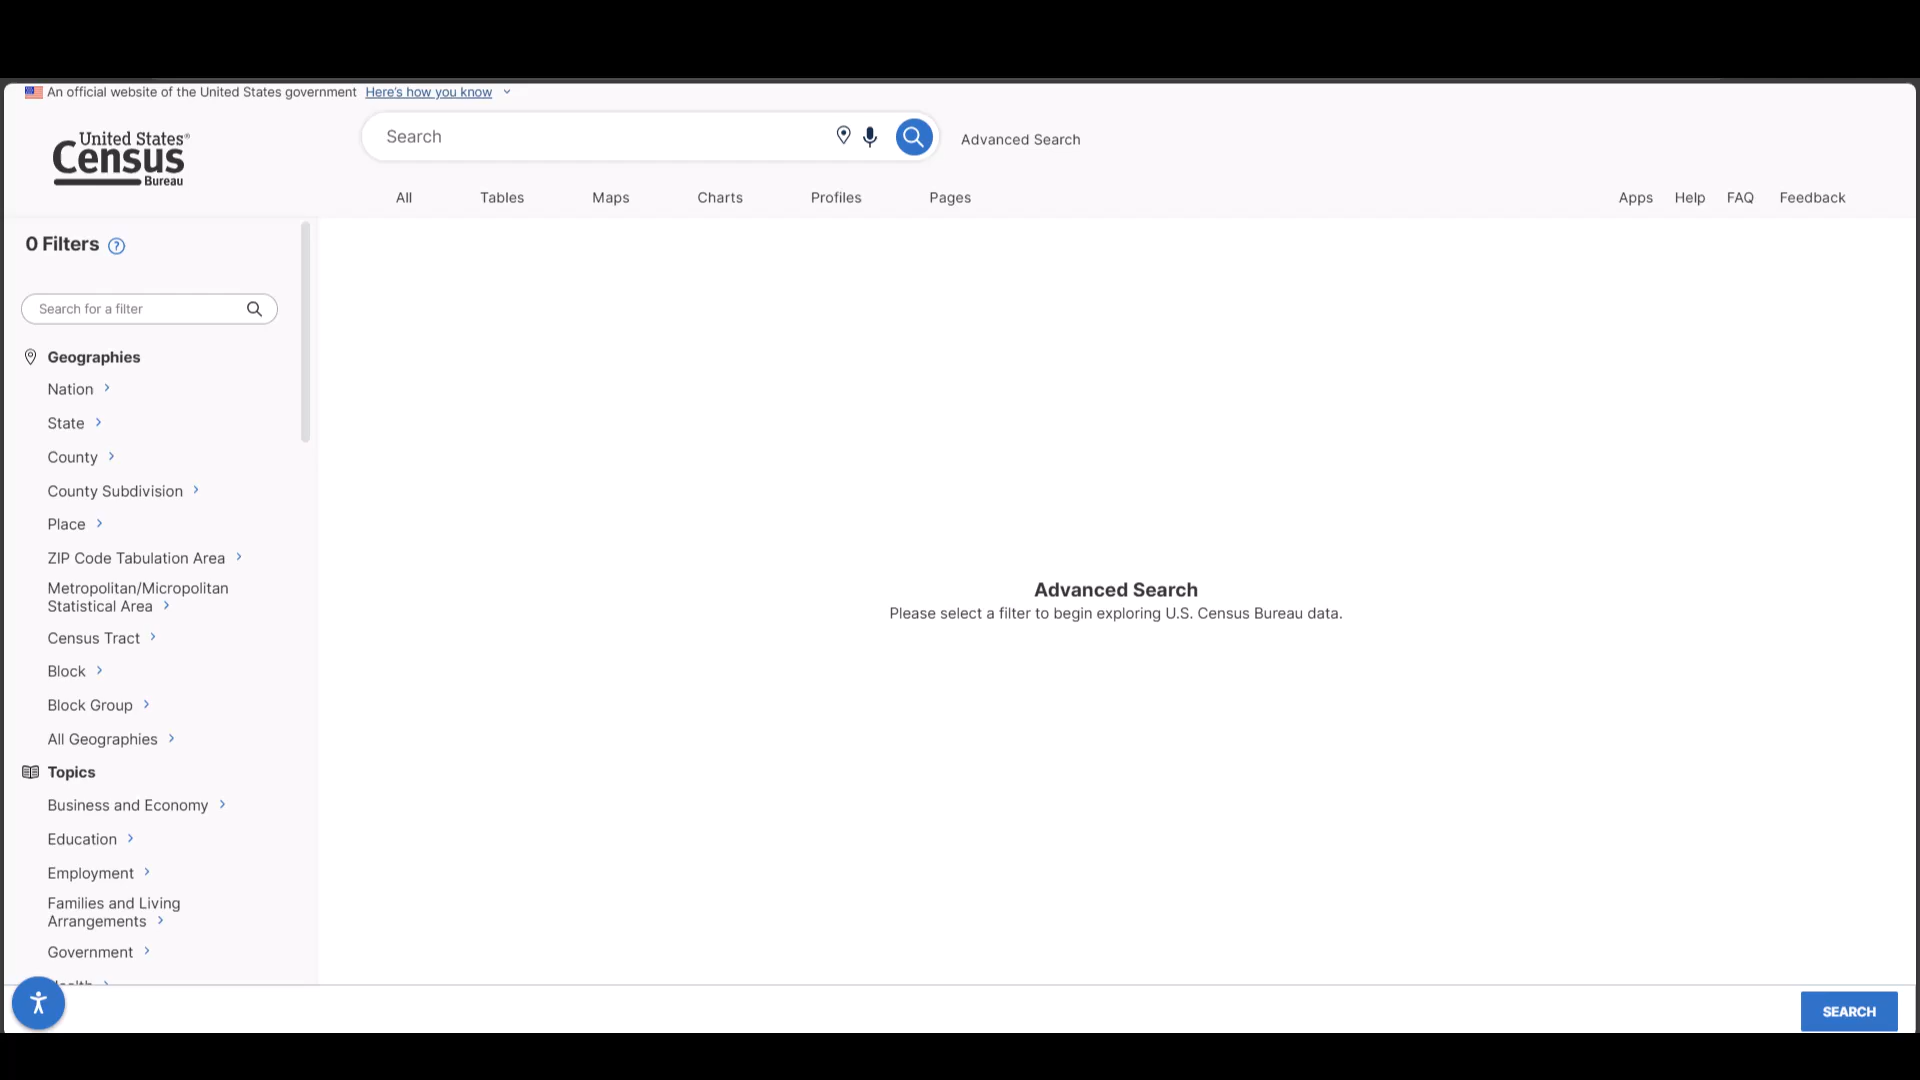 An official website of the United States government Here's how you know
United States®
Census
Bureau
Search
Advanced Search
All Tables Maps Charts Profiles Pages Apps Help FAQ Feedback
0 Filters ?
Search for a filter
Geographies
Nation
State
County
County Subdivision
Place
ZIP Code Tabulation Area
Metropolitan/Micropolitan
Statistical Area
Census Tract
Block
Block Group
All Geographies
Topics
Business and Economy
Education
Employment
Families and Living
Arrangements
Government
Advanced Search
Please select a filter to begin exploring U.S. Census Bureau data.
SEARCH